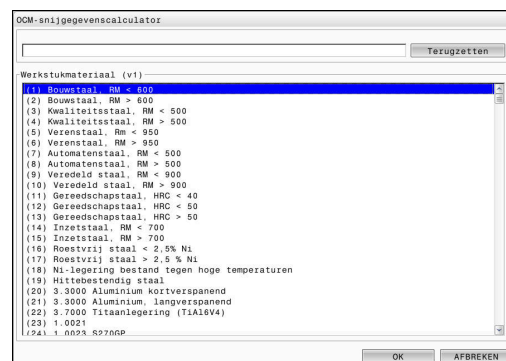 OCM-snijgegevenscalculator
Terugzetten
Werkstukmateriaal (v1)
(1) Bouwstaal, RM < 600
(2) Bouwstaal, RM > 600
(3) Kwaliteitsstaal, RM < 500
(4) Kwaliteitsstaal, RM > 500
(5) Verenstaal, Rm < 950
(6) Verenstaal, RM > 950
(7) Automatenstaal, RM < 500
(8) Automatenstaal, RM > 500
(9) Veredeld staal, RM < 900
(10) Veredeld staal, RM > 900
(11) Gereedschapstaal, HRC < 40
(12) Gereedschapstaal, HRC < 50
(13) Gereedschapstaal, HRC > 50
(14) Inzetstaal, RM < 700
(15) Inzetstaal, RM > 700
(16) Roestvrij staal < 2,5% Ni
(17) Roestvrij staal > 2,5 % Ni
(18) Ni-legering bestand tegen hoge temperaturen
(19) Hittebestendig staal
(20) 3.3000 Aluminium kortverspanend
(21) 3.3000 Aluminium, langverspanend
(22) 3.7000 Titaanlegering (TiAl6V4)
(23) 1.0021
(24) 1.0023 S270GP
OK
AFBREKEN